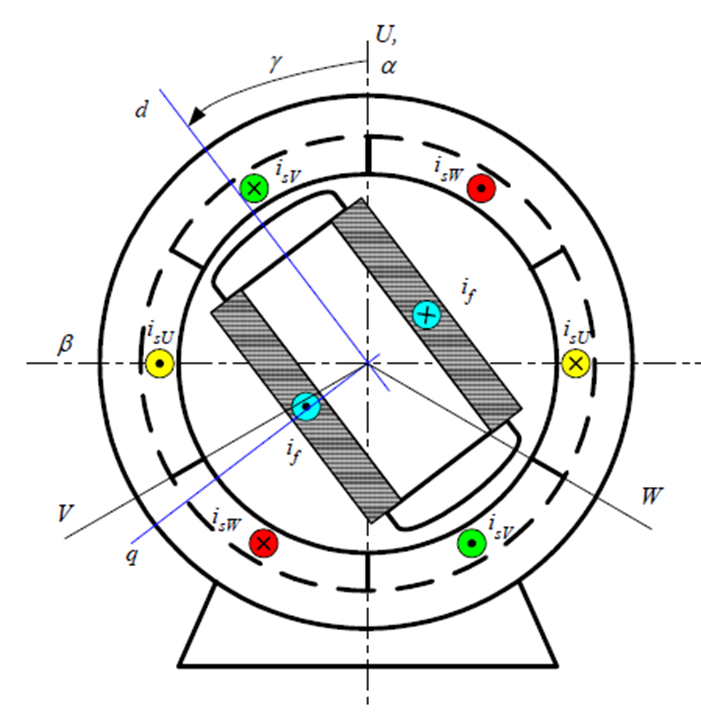 U,
α
γ
d
i_sV
i_sW
i_f
β
i_sU
i_sU
i_f
V
W
i_sW
i_sV
q